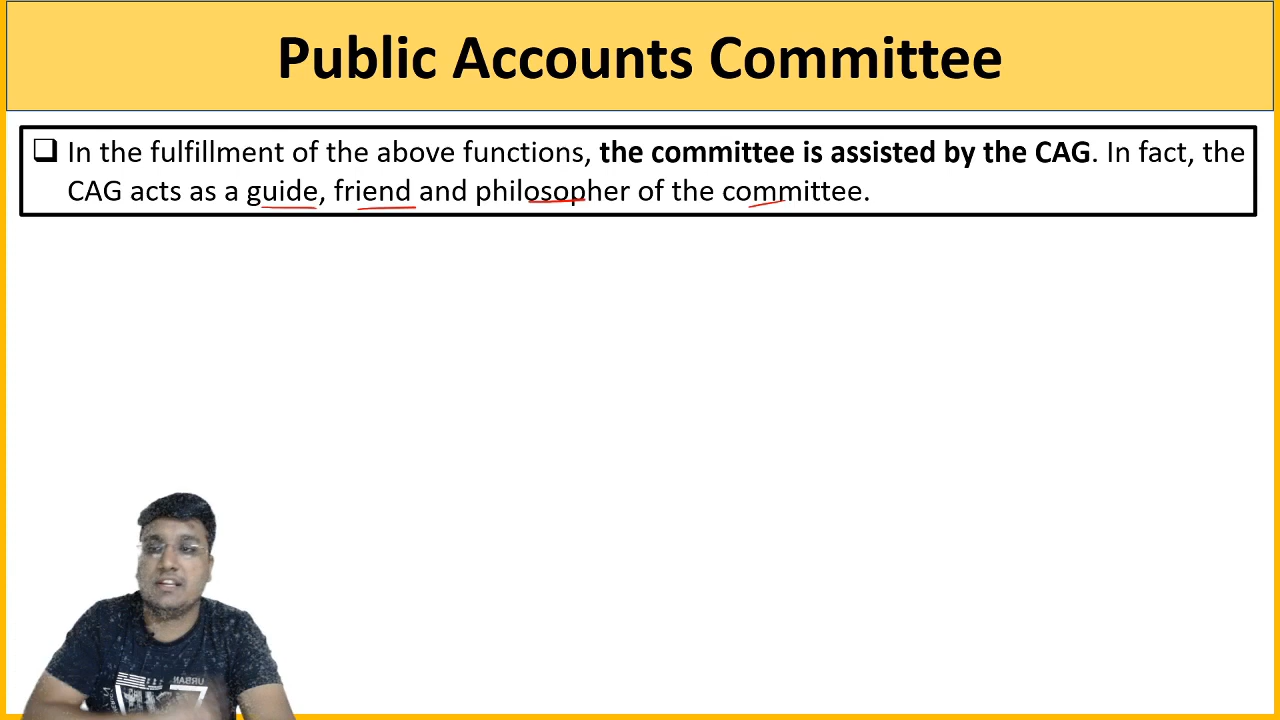 Public Accounts Committee
❑ In the fulfillment of the above functions, the committee is assisted by the CAG. In fact, the
CAG acts as a guide, friend and philosopher of the committee.